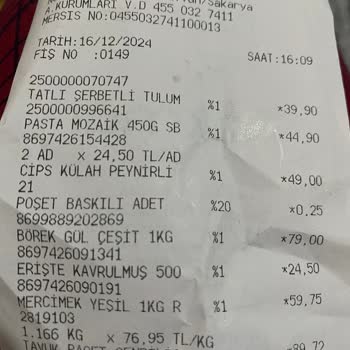 /Sakarya
A.KURUMLARI V.D 455 032 7411
MERSİS NO:0455032741100013
TARİH:16/12/2024
SAAT:16:09
FİŞ NO :0149
2500000070747
TATLI ŞERBETLİ TULUM %1 *39,90
2500000996641
PASTA MOZAİK 450G SB %1 *44,90
8697426154428
2 AD x 24,50 TL/AD
CİPS KÜLAH PEYNİRLİ %1 *49,00
21
POŞET BASKILI ADET %20 *0,25
8699889202869
BÖREK GÜL ÇEŞİT 1KG %1 *79,00
8697426091341
ERİŞTE KAVRULMUŞ 500 %1 *24,50
8697426090191
MERCİMEK YEŞİL 1KG R %1 *59,75
2819103
1.166 KG x 76,95 TL/KG